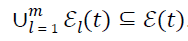 ∪ₗ₌₁ᵐ ℰₗ(t) ⊆ ℰ(t).